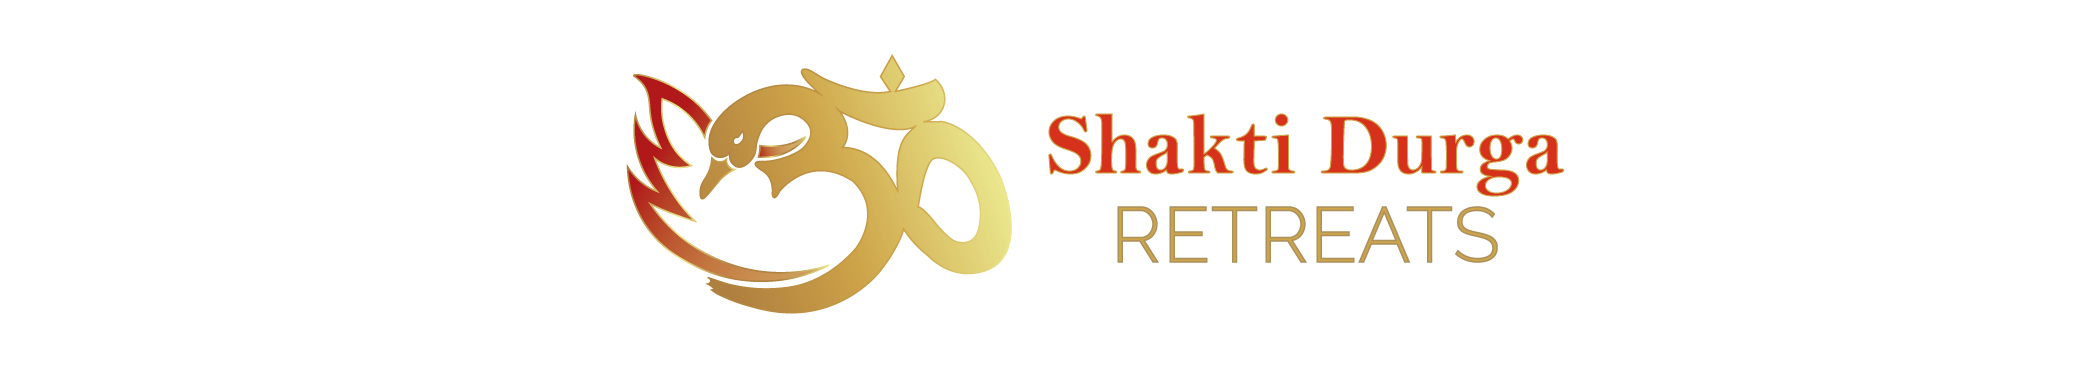 ॐ
Shakti Durga
RETREATS